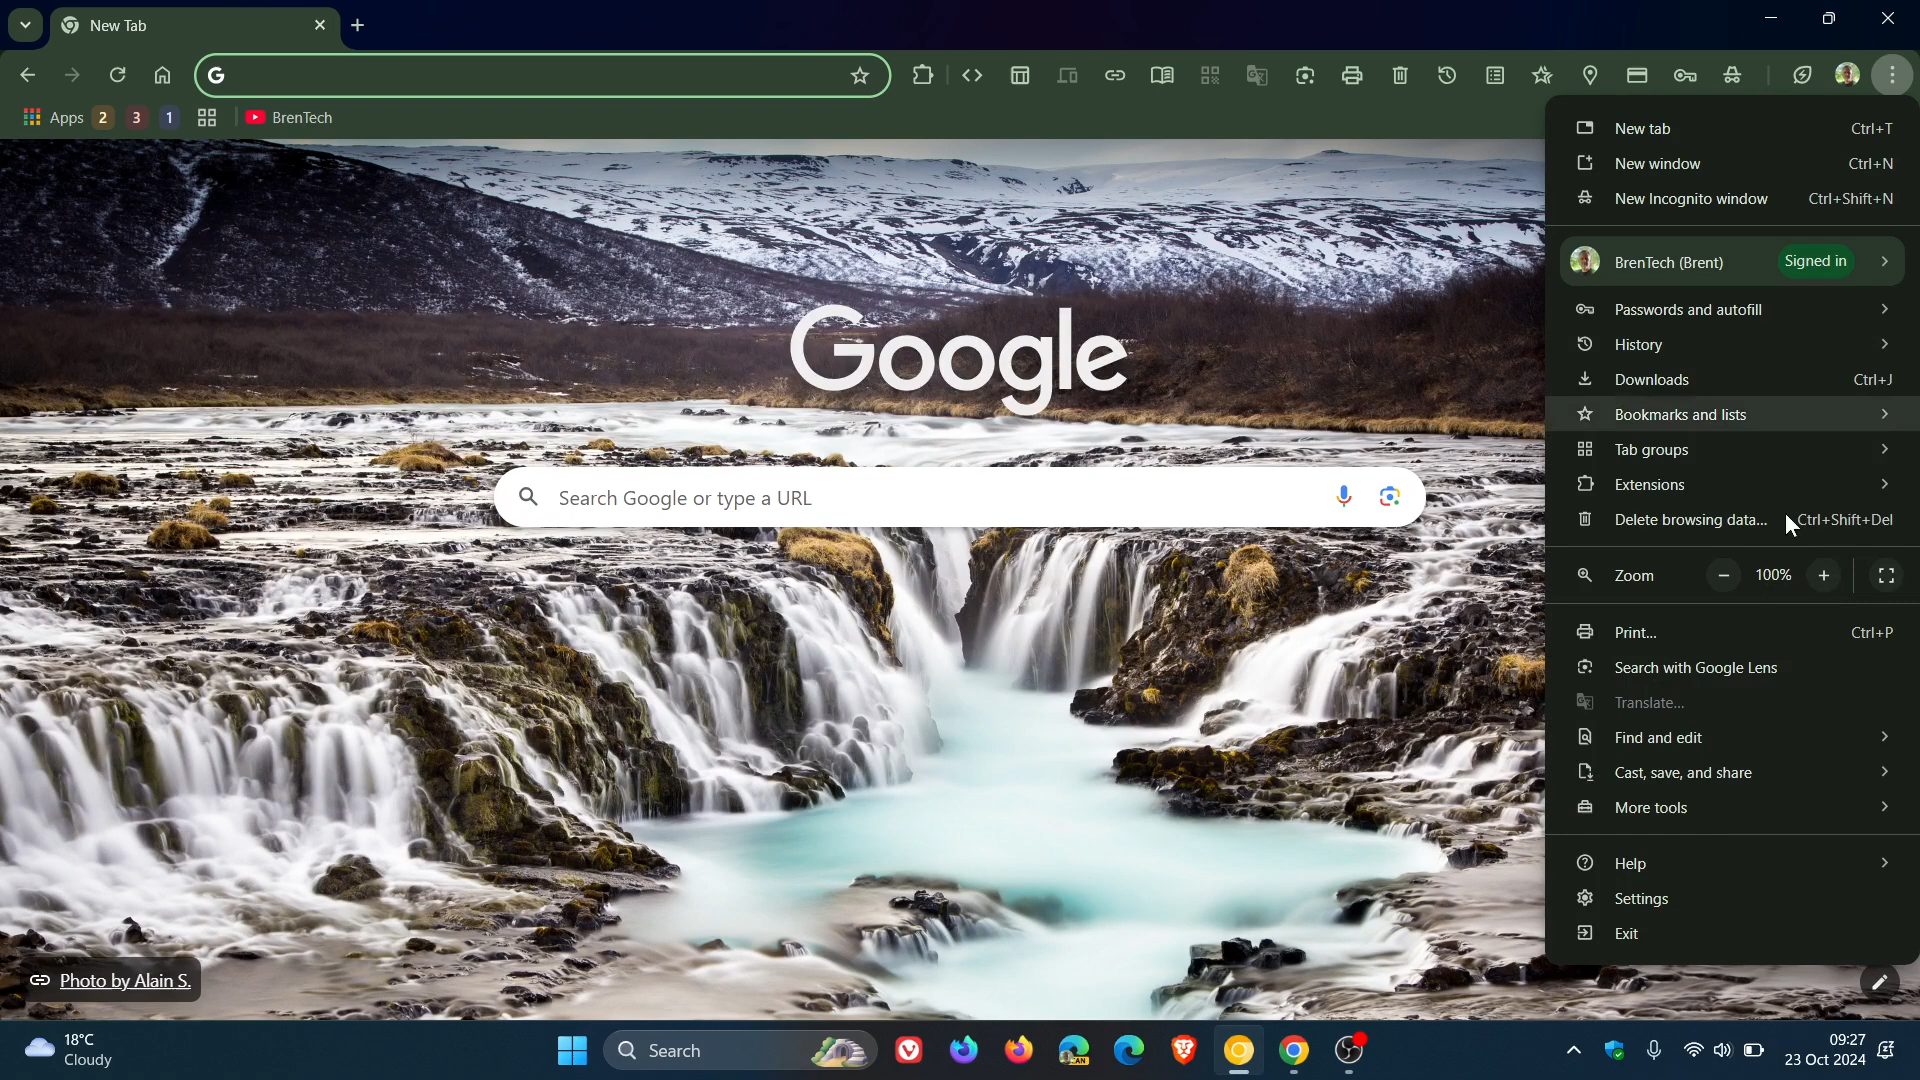 New Tab
Apps 2 3 1 BrenTech
New tab Ctrl+T
New window Ctrl+N
New Incognito window Ctrl+Shift+N
BrenTech (Brent) Signed in
Passwords and autofill
History
Downloads Ctrl+J
Bookmarks and lists
Tab groups
Extensions
Delete browsing data... Ctrl+Shift+Del
Zoom − 100% +
Print... Ctrl+P
Search with Google Lens
Translate...
Find and edit
Cast, save, and share
More tools
Help
Settings
Exit
Google
Search Google or type a URL
Photo by Alain S.
18°C
Cloudy
Search
CAN
09:27
23 Oct 2024